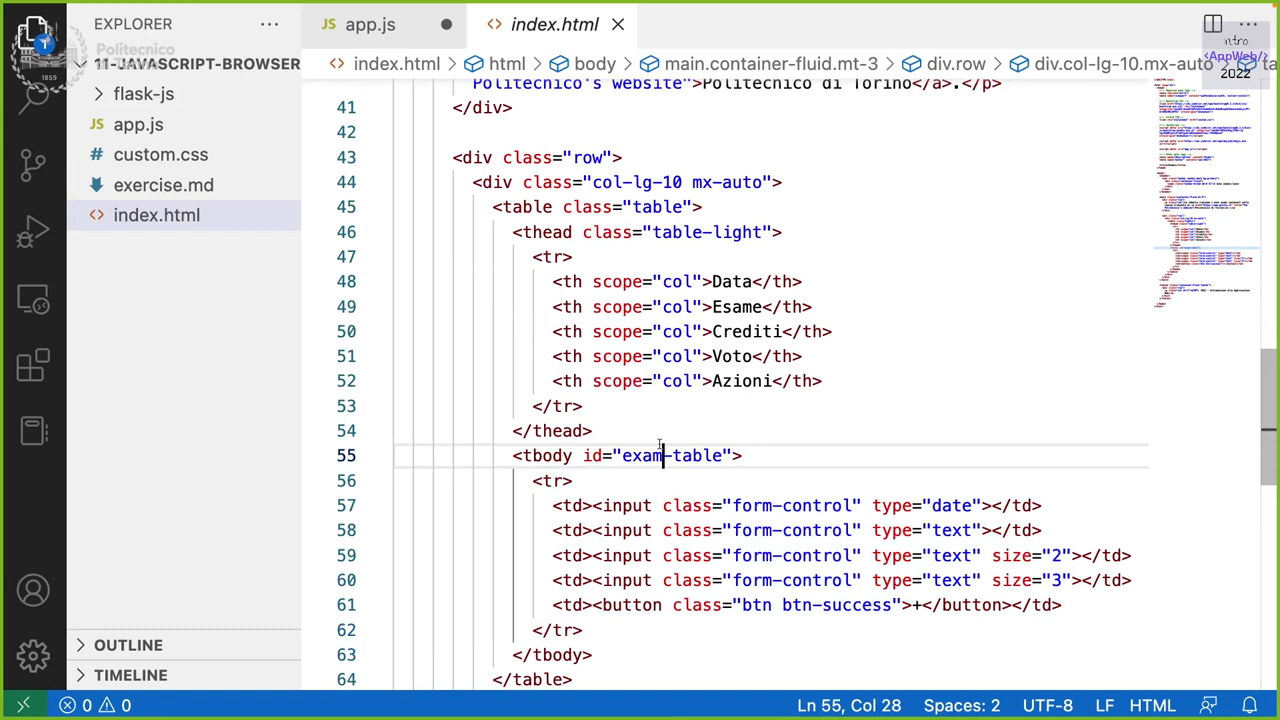 EXPLORER
app.js
index.html
Politecnico
1859
ntro
<AppWeb/>
2022
11-JAVASCRIPT-BROWSER
index.html > html > body > main.container-fluid.mt-3 > div.row > div.col-lg-10.mx-auto
flask-js
JS app.js
# custom.css
exercise.md
<> index.html
Politecnico's website">Politecnico di Torino</a>.</p>
41 </div>
42
43 <div class="row">
44 <div class="col-lg-10 mx-auto">
45 <table class="table">
46 <thead class="table-light">
47 <tr>
48 <th scope="col">Data</th>
49 <th scope="col">Esame</th>
50 <th scope="col">Crediti</th>
51 <th scope="col">Voto</th>
52 <th scope="col">Azioni</th>
53 </tr>
54 </thead>
55 <tbody id="exam-table">
56 <tr>
57 <td><input class="form-control" type="date"></td>
58 <td><input class="form-control" type="text"></td>
59 <td><input class="form-control" type="text" size="2"></td>
60 <td><input class="form-control" type="text" size="3"></td>
61 <td><button class="btn btn-success">+</button></td>
62 </tr>
63 </tbody>
64 </table>
OUTLINE
TIMELINE
0 0
Ln 55, Col 28 Spaces: 2 UTF-8 LF HTML